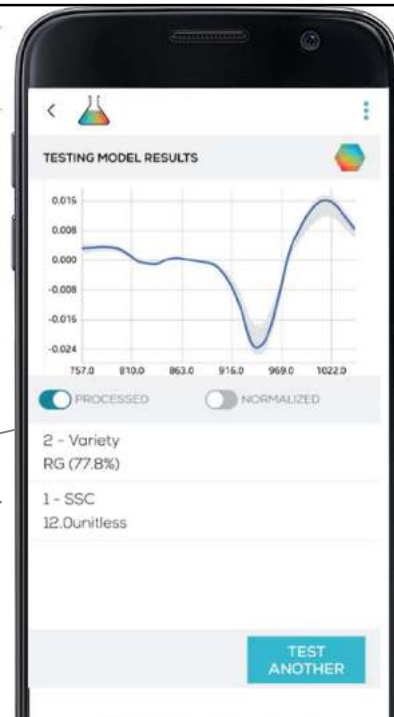 TESTING MODEL RESULTS
0.016
0.008
0.000
-0.008
-0.016
-0.024
757.0 810.0 863.0 916.0 969.0 1022.0
PROCESSED NORMALIZED
2 - Variety
RG (77.8%)
1 - SSC
12.0unitless
TEST
ANOTHER